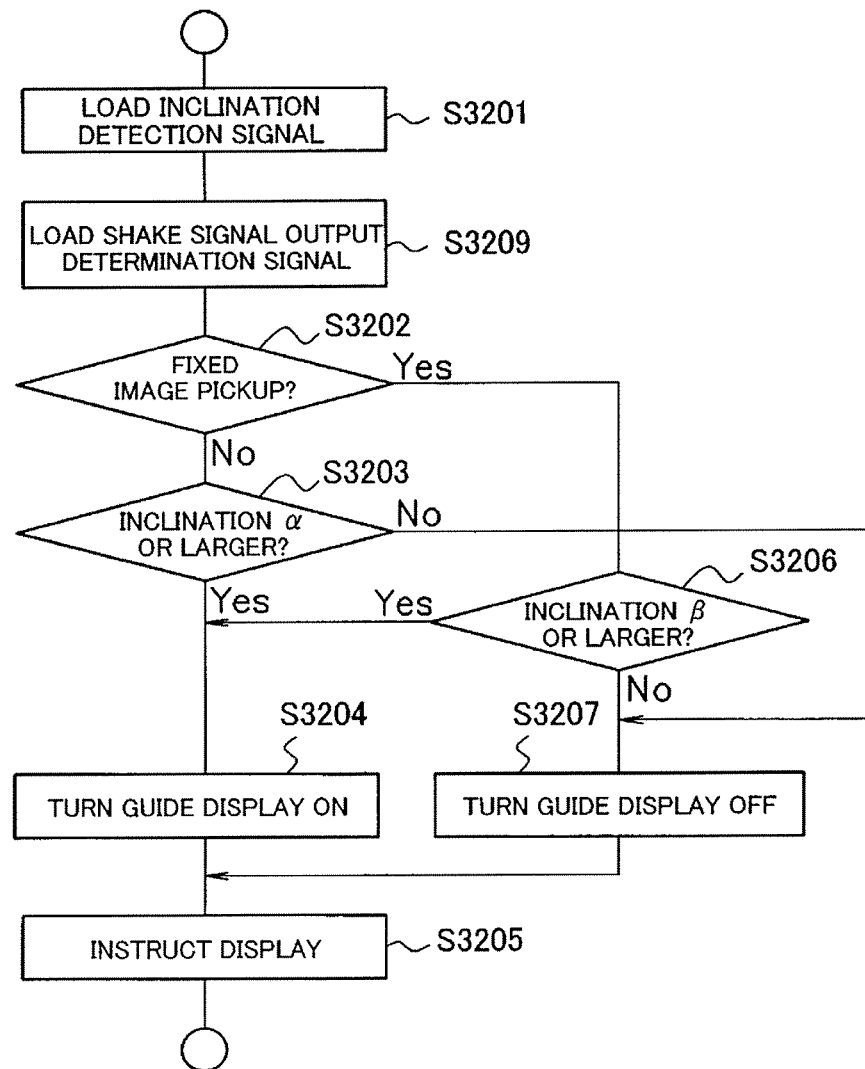 LOAD INCLINATION
DETECTION SIGNAL
S3201
LOAD SHAKE SIGNAL OUTPUT
DETERMINATION SIGNAL
S3209
S3202
FIXED
IMAGE PICKUP?
Yes
No
S3203
INCLINATION α
OR LARGER?
No
Yes
S3206
INCLINATION β
OR LARGER?
Yes
No
S3204
TURN GUIDE DISPLAY ON
S3207
TURN GUIDE DISPLAY OFF
INSTRUCT DISPLAY
S3205